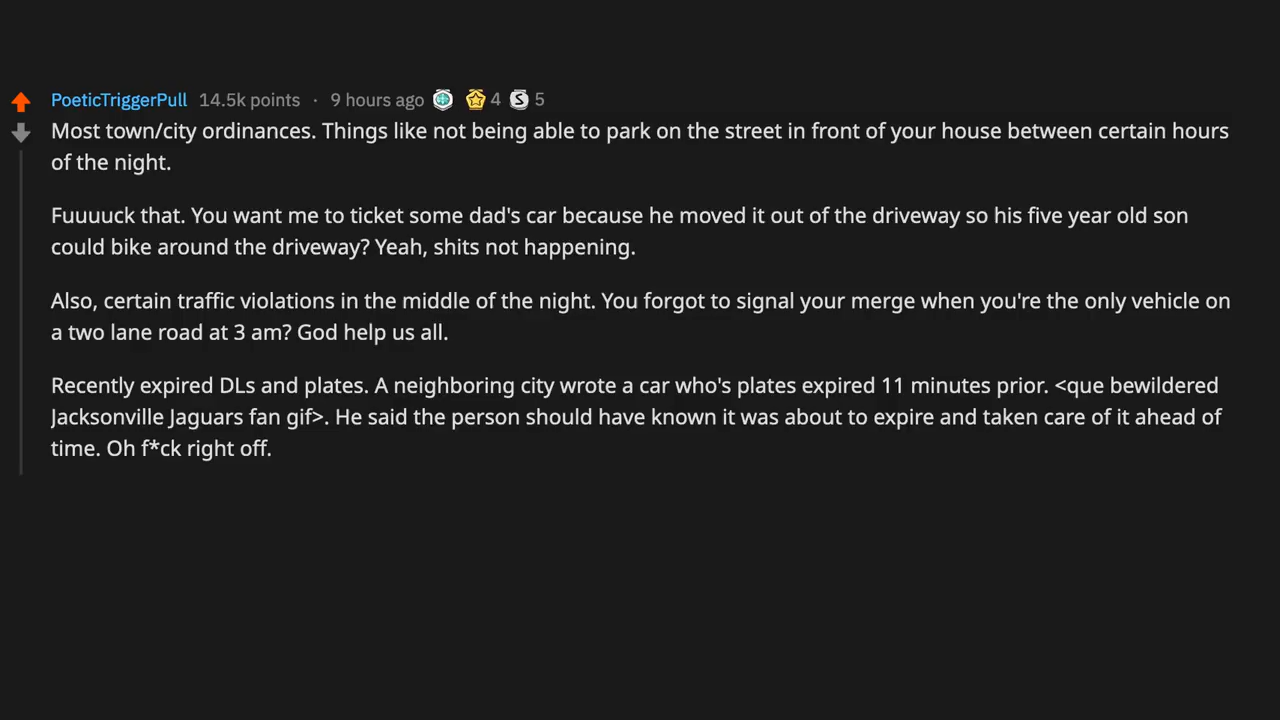 PoeticTriggerPull 14.5k points · 9 hours ago 4 S 5
Most town/city ordinances. Things like not being able to park on the street in front of your house between certain hours
of the night.
Fuuuuck that. You want me to ticket some dad's car because he moved it out of the driveway so his five year old son
could bike around the driveway? Yeah, shits not happening.
Also, certain traffic violations in the middle of the night. You forgot to signal your merge when you're the only vehicle on
a two lane road at 3 am? God help us all.
Recently expired DLs and plates. A neighboring city wrote a car who's plates expired 11 minutes prior. <que bewildered
Jacksonville Jaguars fan gif>. He said the person should have known it was about to expire and taken care of it ahead of
time. Oh f*ck right off.